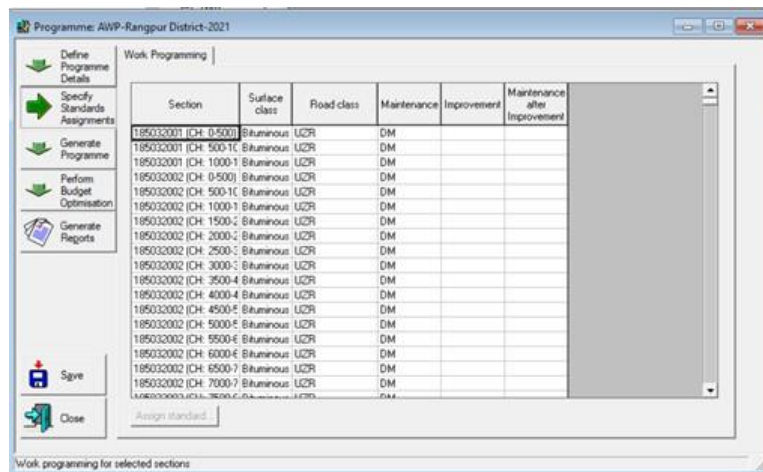 Programme: AWP-Rangpur District-2021
Define Programme Details
Specify Standards Assignments
Generate Programme
Perform Budget Optimisation
Generate Reports
Save
Close
Work Programming
Section Surface class Road class Maintenance Improvement Maintenance after Improvement
185032001 (CH: 0-500) Bituminous UZR DM
185032001 (CH: 500-10 Bituminous UZR DM
185032001 (CH: 1000-1 Bituminous UZR DM
185032002 (CH: 0-500) Bituminous UZR DM
185032002 (CH: 500-10 Bituminous UZR DM
185032002 (CH: 1000-1 Bituminous UZR DM
185032002 (CH: 1500-2 Bituminous UZR DM
185032002 (CH: 2000-2 Bituminous UZR DM
185032002 (CH: 2500-3 Bituminous UZR DM
185032002 (CH: 3000-3 Bituminous UZR DM
185032002 (CH: 3500-4 Bituminous UZR DM
185032002 (CH: 4000-4 Bituminous UZR DM
185032002 (CH: 4500-5 Bituminous UZR DM
185032002 (CH: 5000-5 Bituminous UZR DM
185032002 (CH: 5500-6 Bituminous UZR DM
185032002 (CH: 6000-6 Bituminous UZR DM
185032002 (CH: 6500-7 Bituminous UZR DM
185032002 (CH: 7000-7 Bituminous UZR DM
Assign standard...
Work programming for selected sections